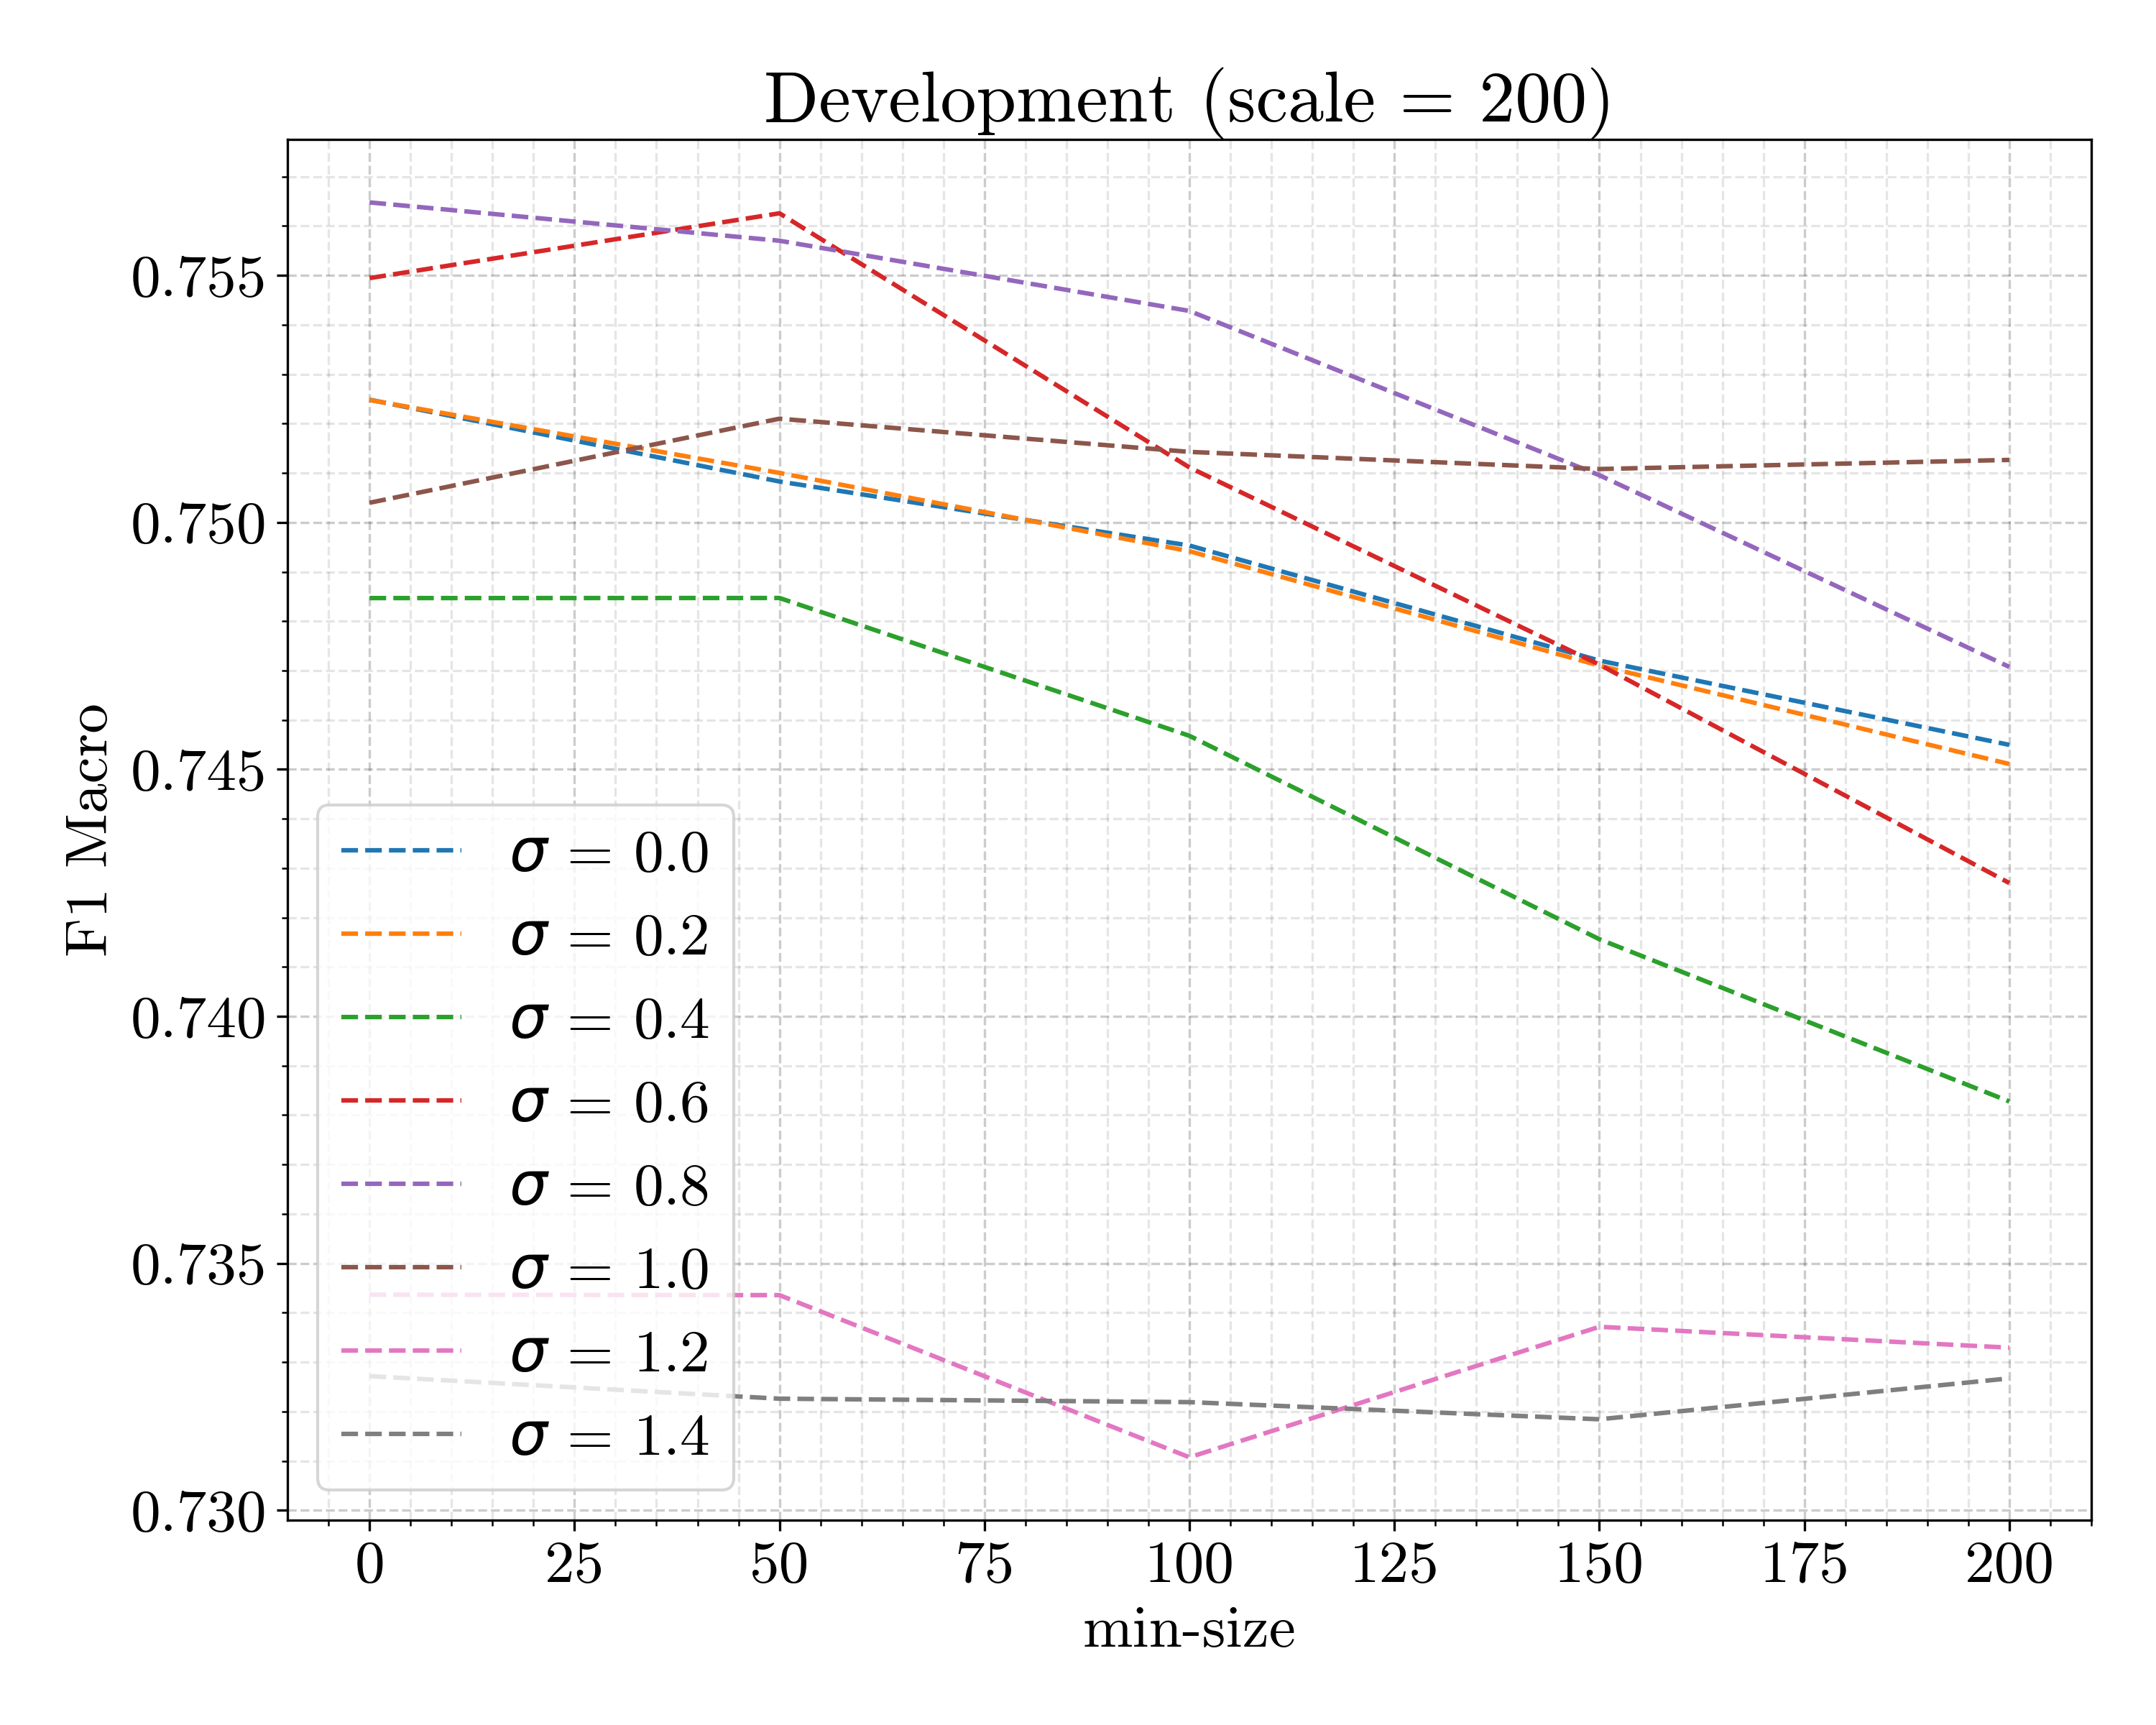 Development (scale = 200)
F1 Macro
0.755
0.750
0.745
0.740
0.735
0.730
σ = 0.0
σ = 0.2
σ = 0.4
σ = 0.6
σ = 0.8
σ = 1.0
σ = 1.2
σ = 1.4
0 25 50 75 100 125 150 175 200
min-size